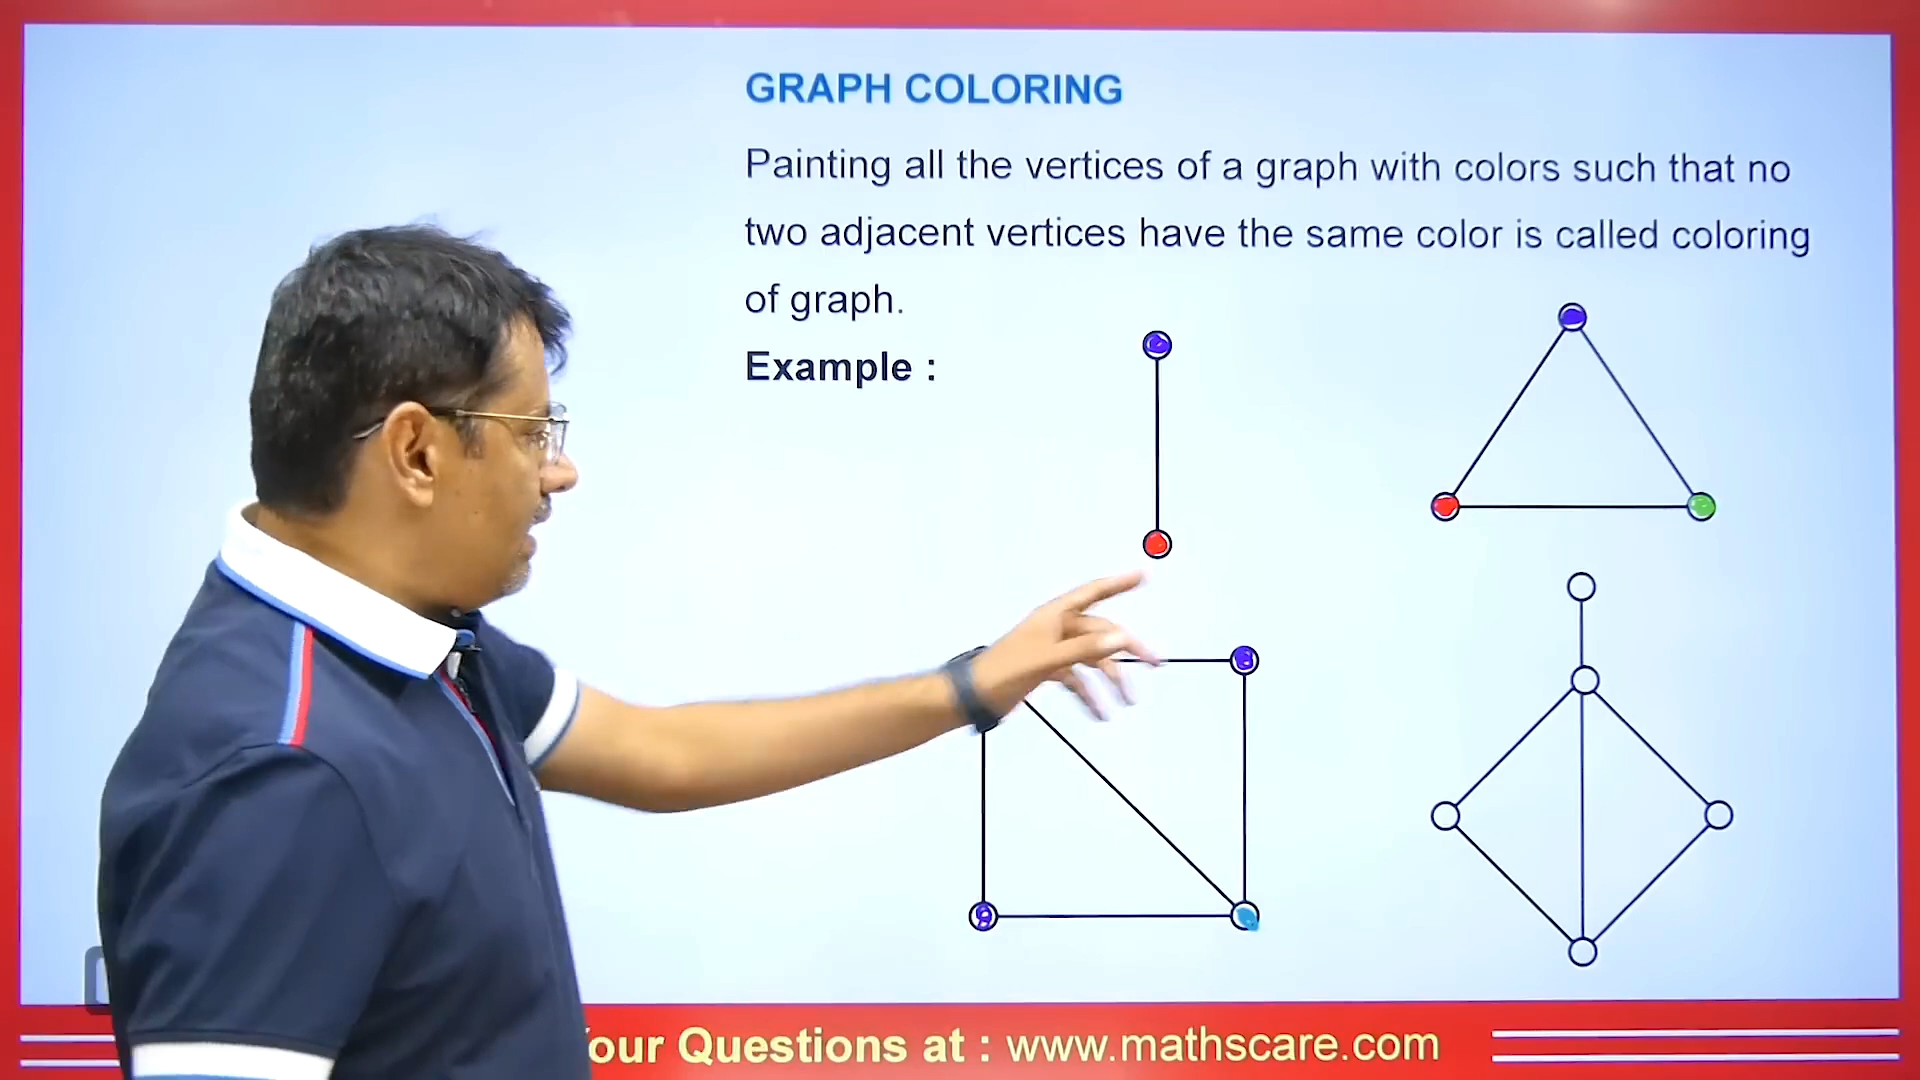 GRAPH COLORING
Painting all the vertices of a graph with colors such that no
two adjacent vertices have the same color is called coloring
of graph.
Example :
Questions at : www.mathscare.com